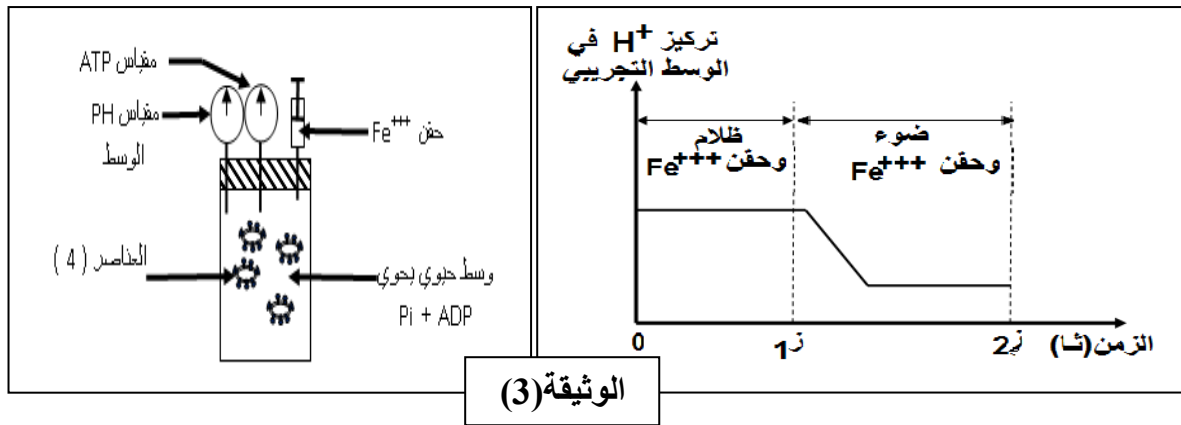 مقياس ATP
مقياس PH
الوسط
حقن Fe+++
العناصر ( 4 )
وسط حيوي يحوي
Pi + ADP
تركيز H+ في
الوسط التجريبي
ظلام
وحقن Fe+++
ضوء
وحقن Fe+++
0
ز1
ز2
الزمن(ثا)
الوثيقة(3)